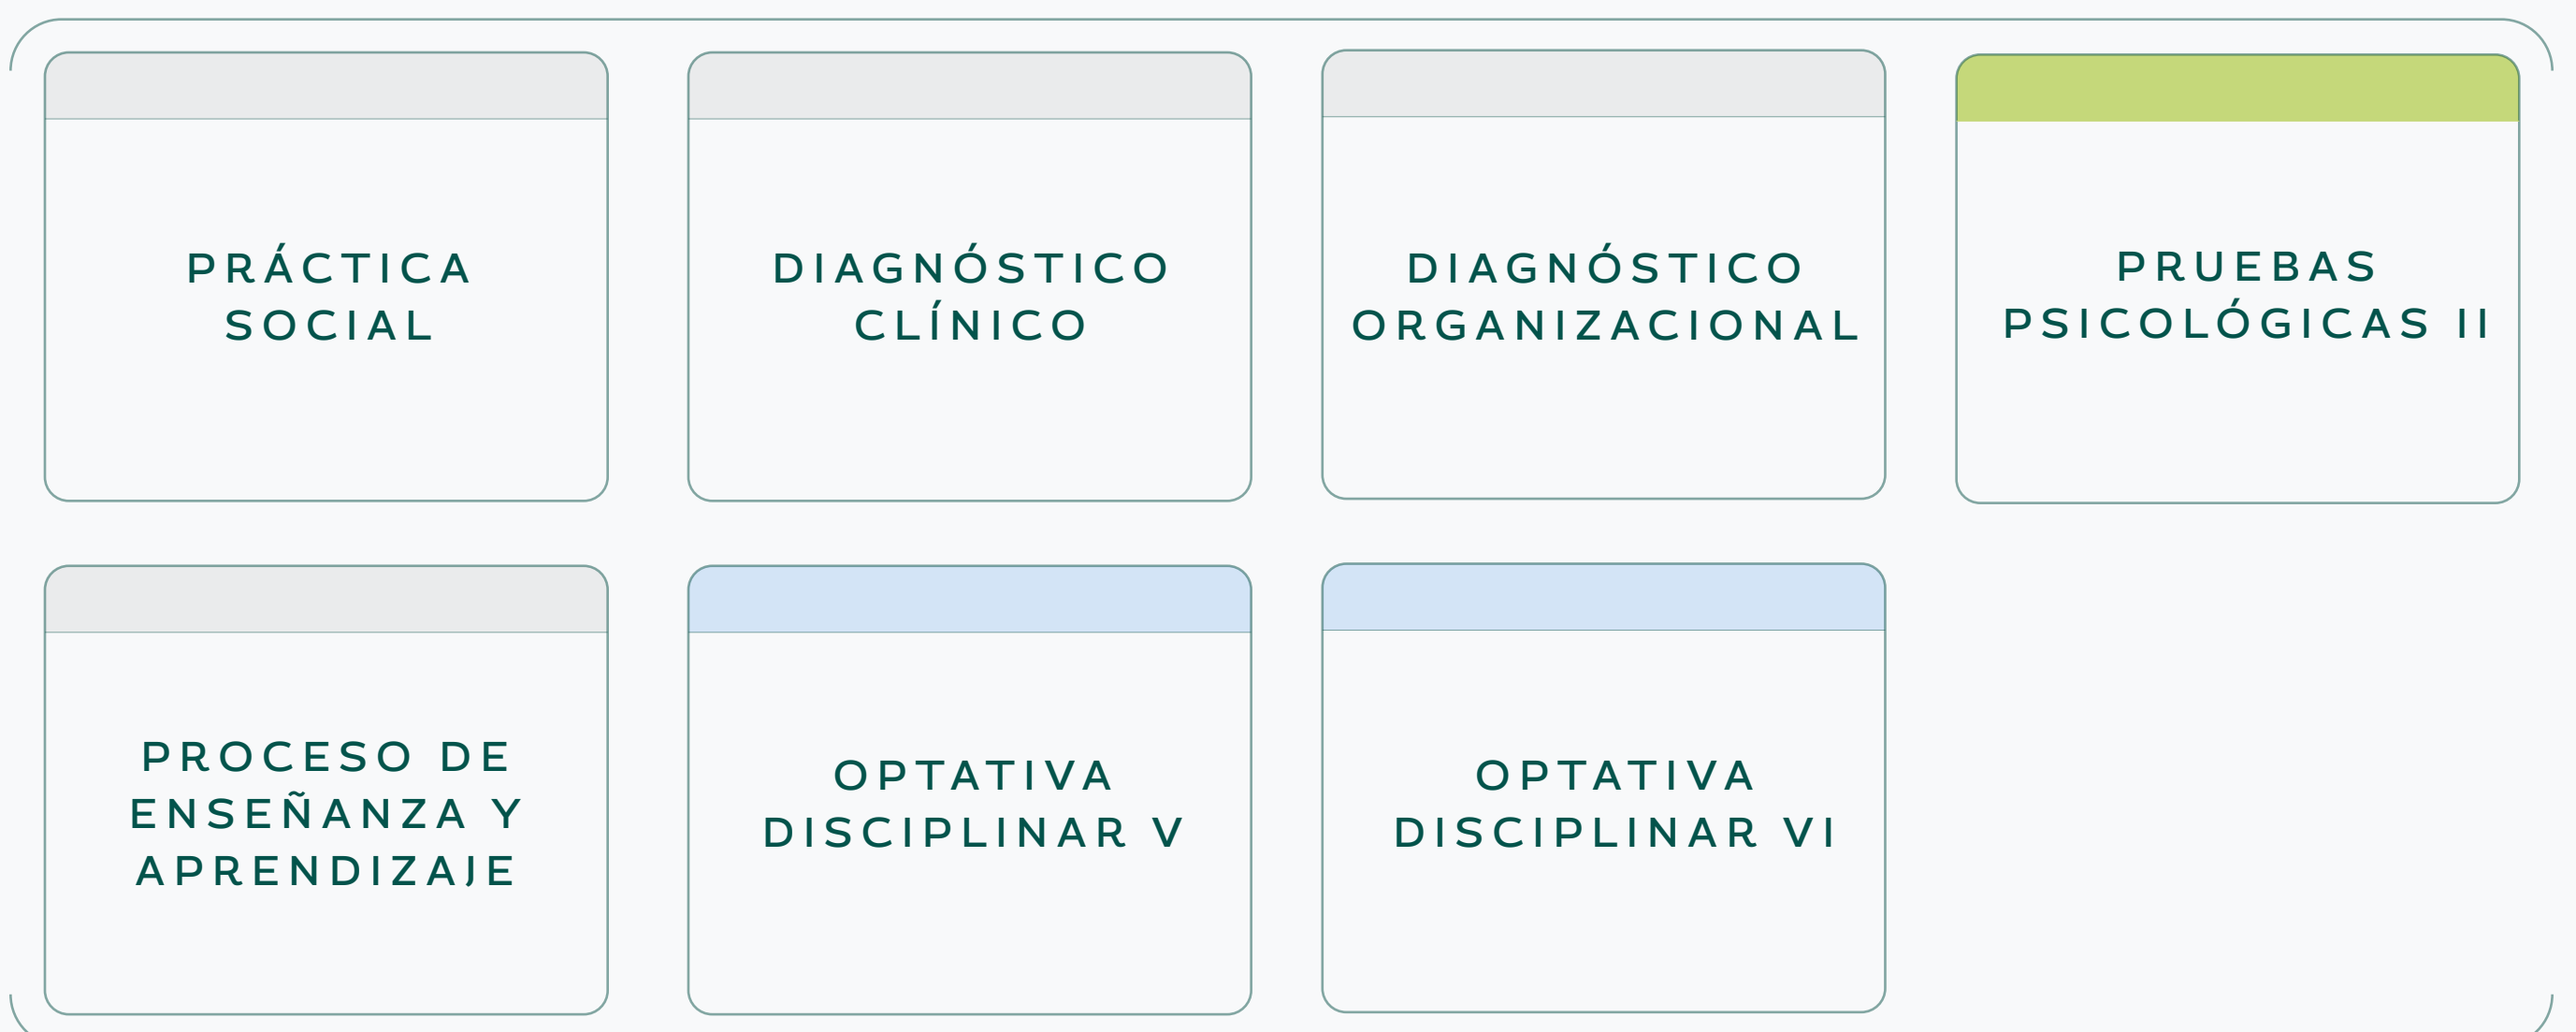 PRÁCTICA
SOCIAL
DIAGNÓSTICO
CLÍNICO
DIAGNÓSTICO
ORGANIZACIONAL
PRUEBAS
PSICOLÓGICAS II
PROCESO DE
ENSEÑANZA Y
APRENDIZAJE
OPTATIVA
DISCIPLINAR V
OPTATIVA
DISCIPLINAR VI